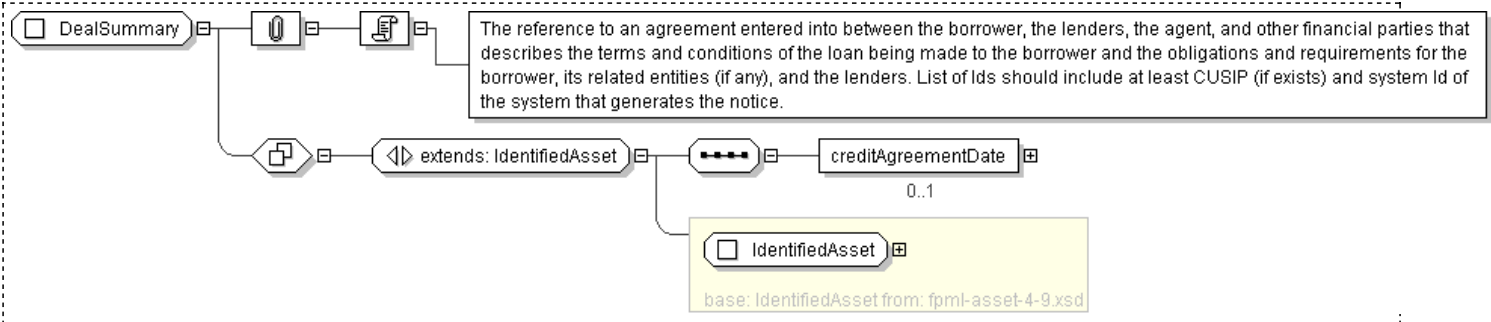 DealSummary
The reference to an agreement entered into between the borrower, the lenders, the agent, and other financial parties that
describes the terms and conditions of the loan being made to the borrower and the obligations and requirements for the
borrower, its related entities (if any), and the lenders. List of Ids should include at least CUSIP (if exists) and system Id of
the system that generates the notice.
extends: IdentifiedAsset
creditAgreementDate
0..1
IdentifiedAsset
base: IdentifiedAsset from: fpml-asset-4-9.xsd